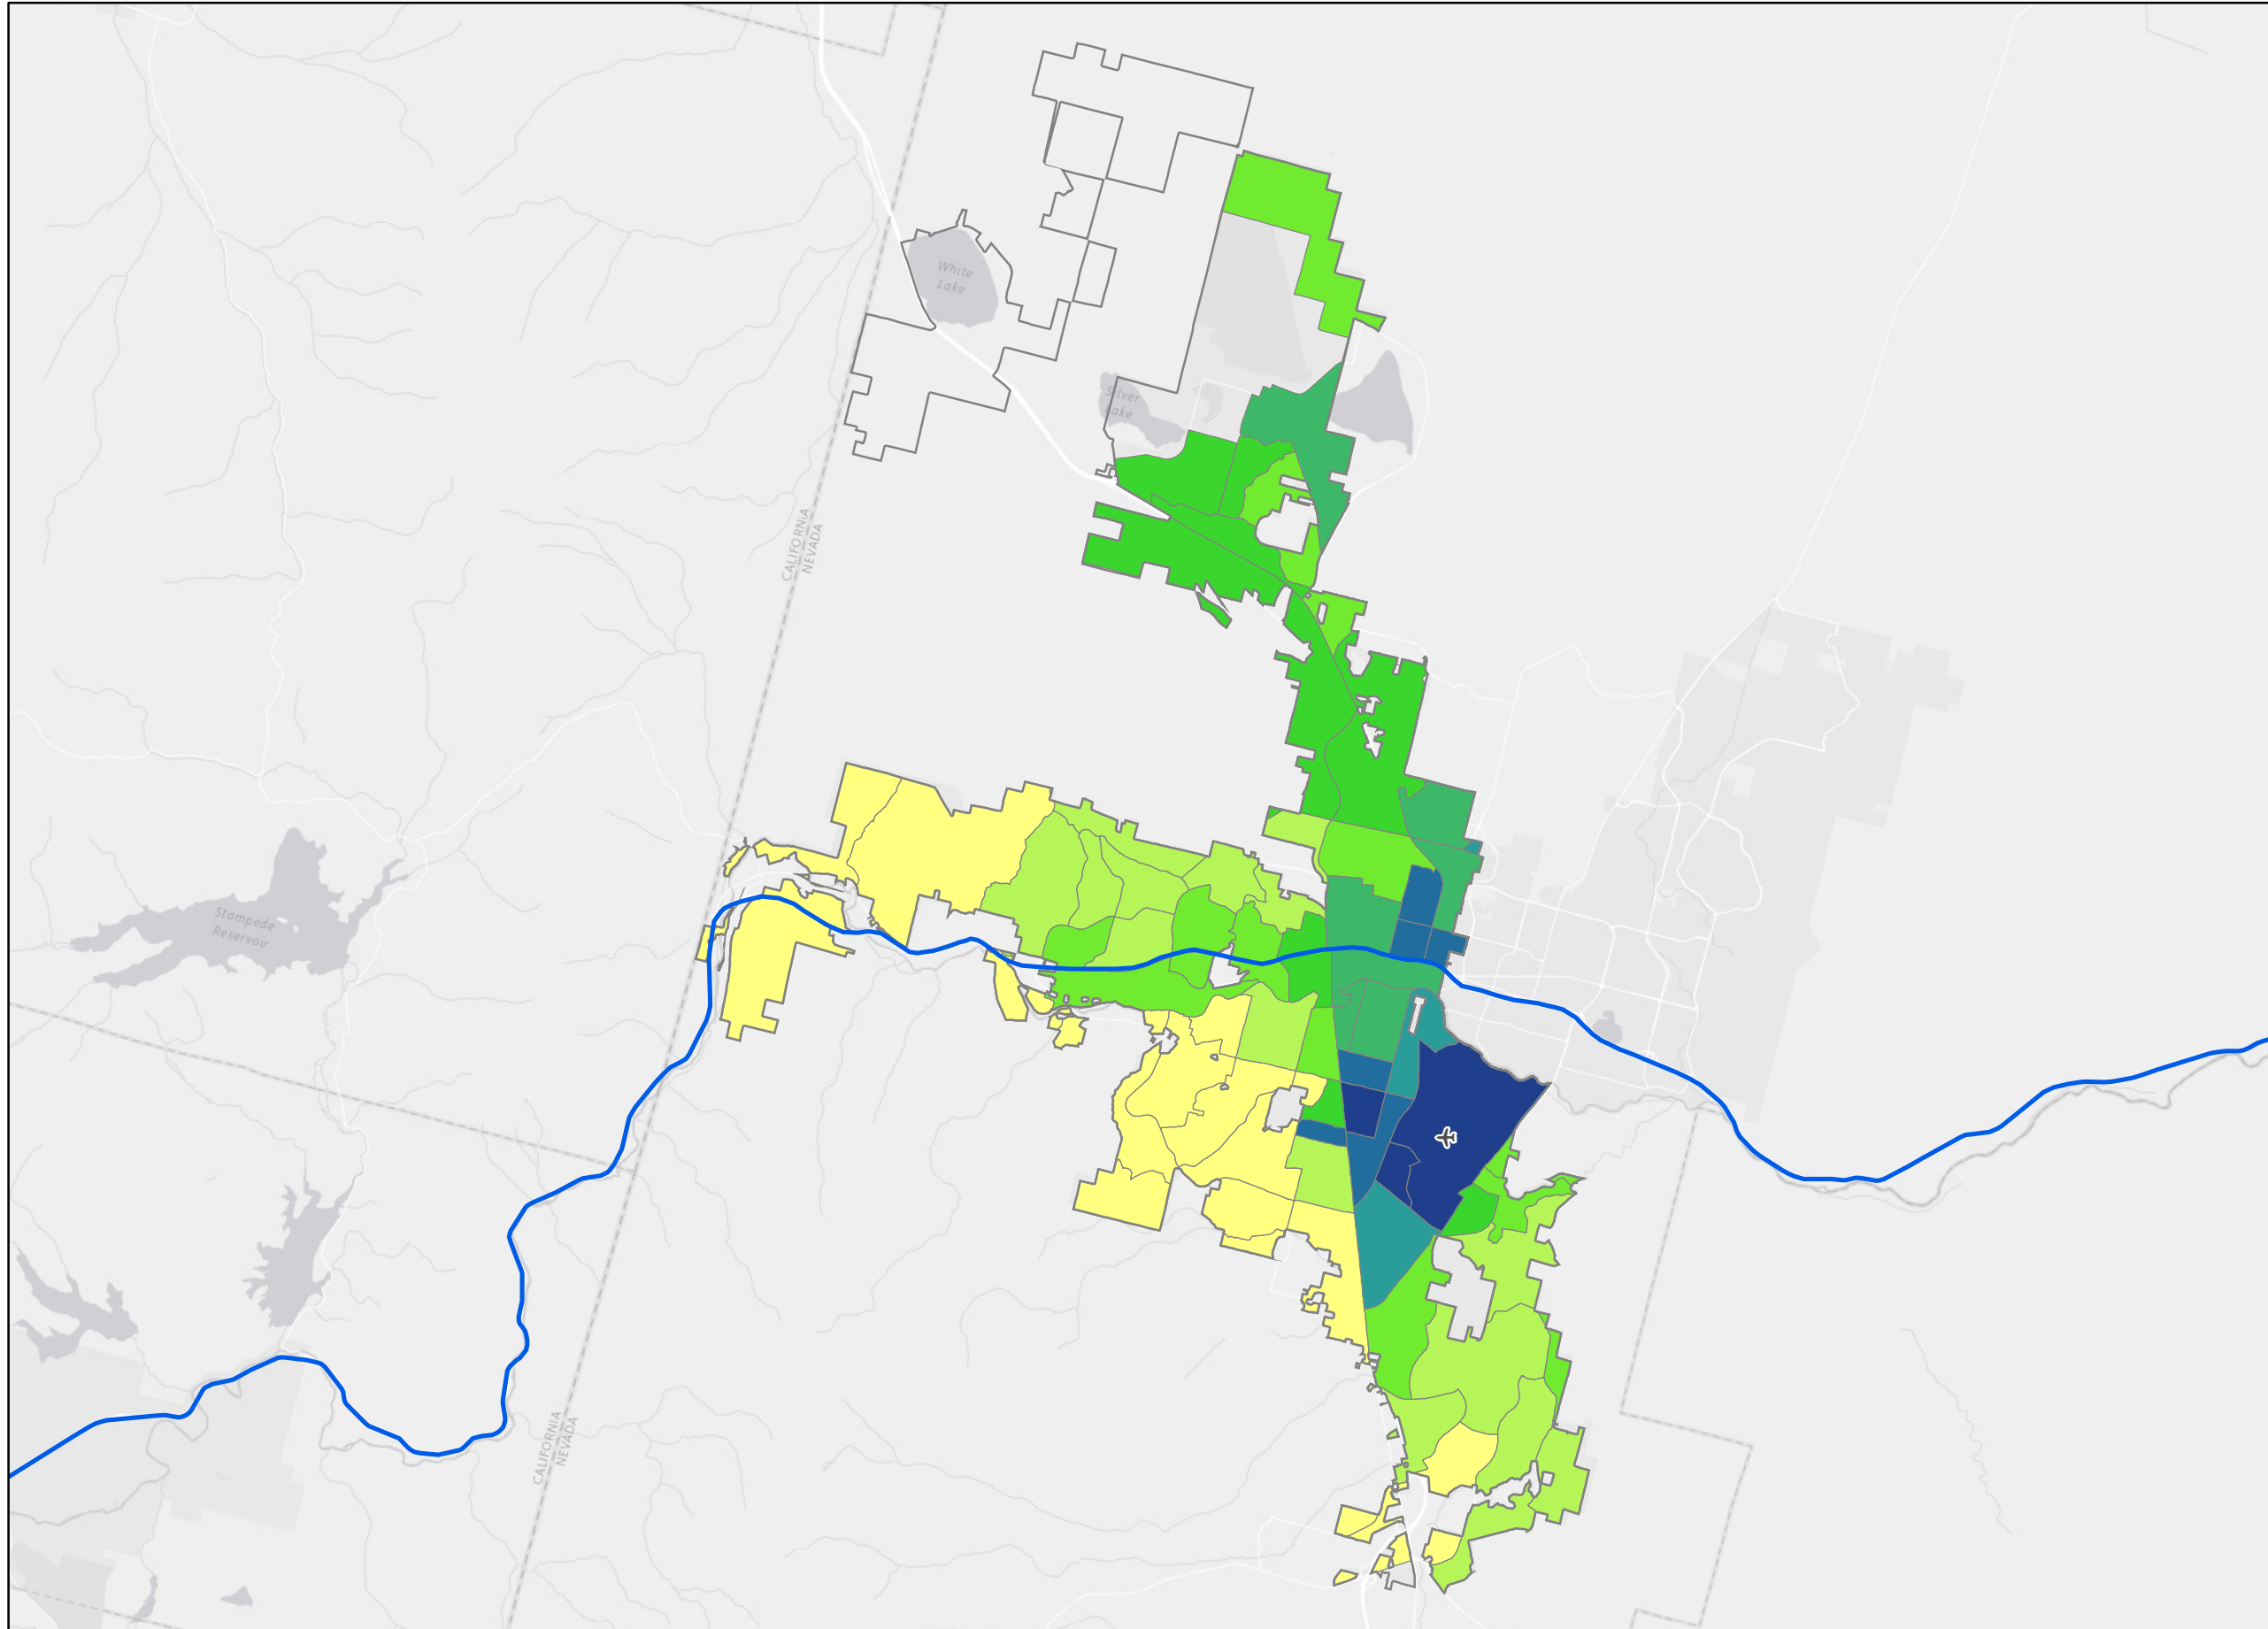 White
Lake
Silver
Lake
CALIFORNIA
NEVADA
Stampede
Reservoir
CALIFORNIA
NEVADA